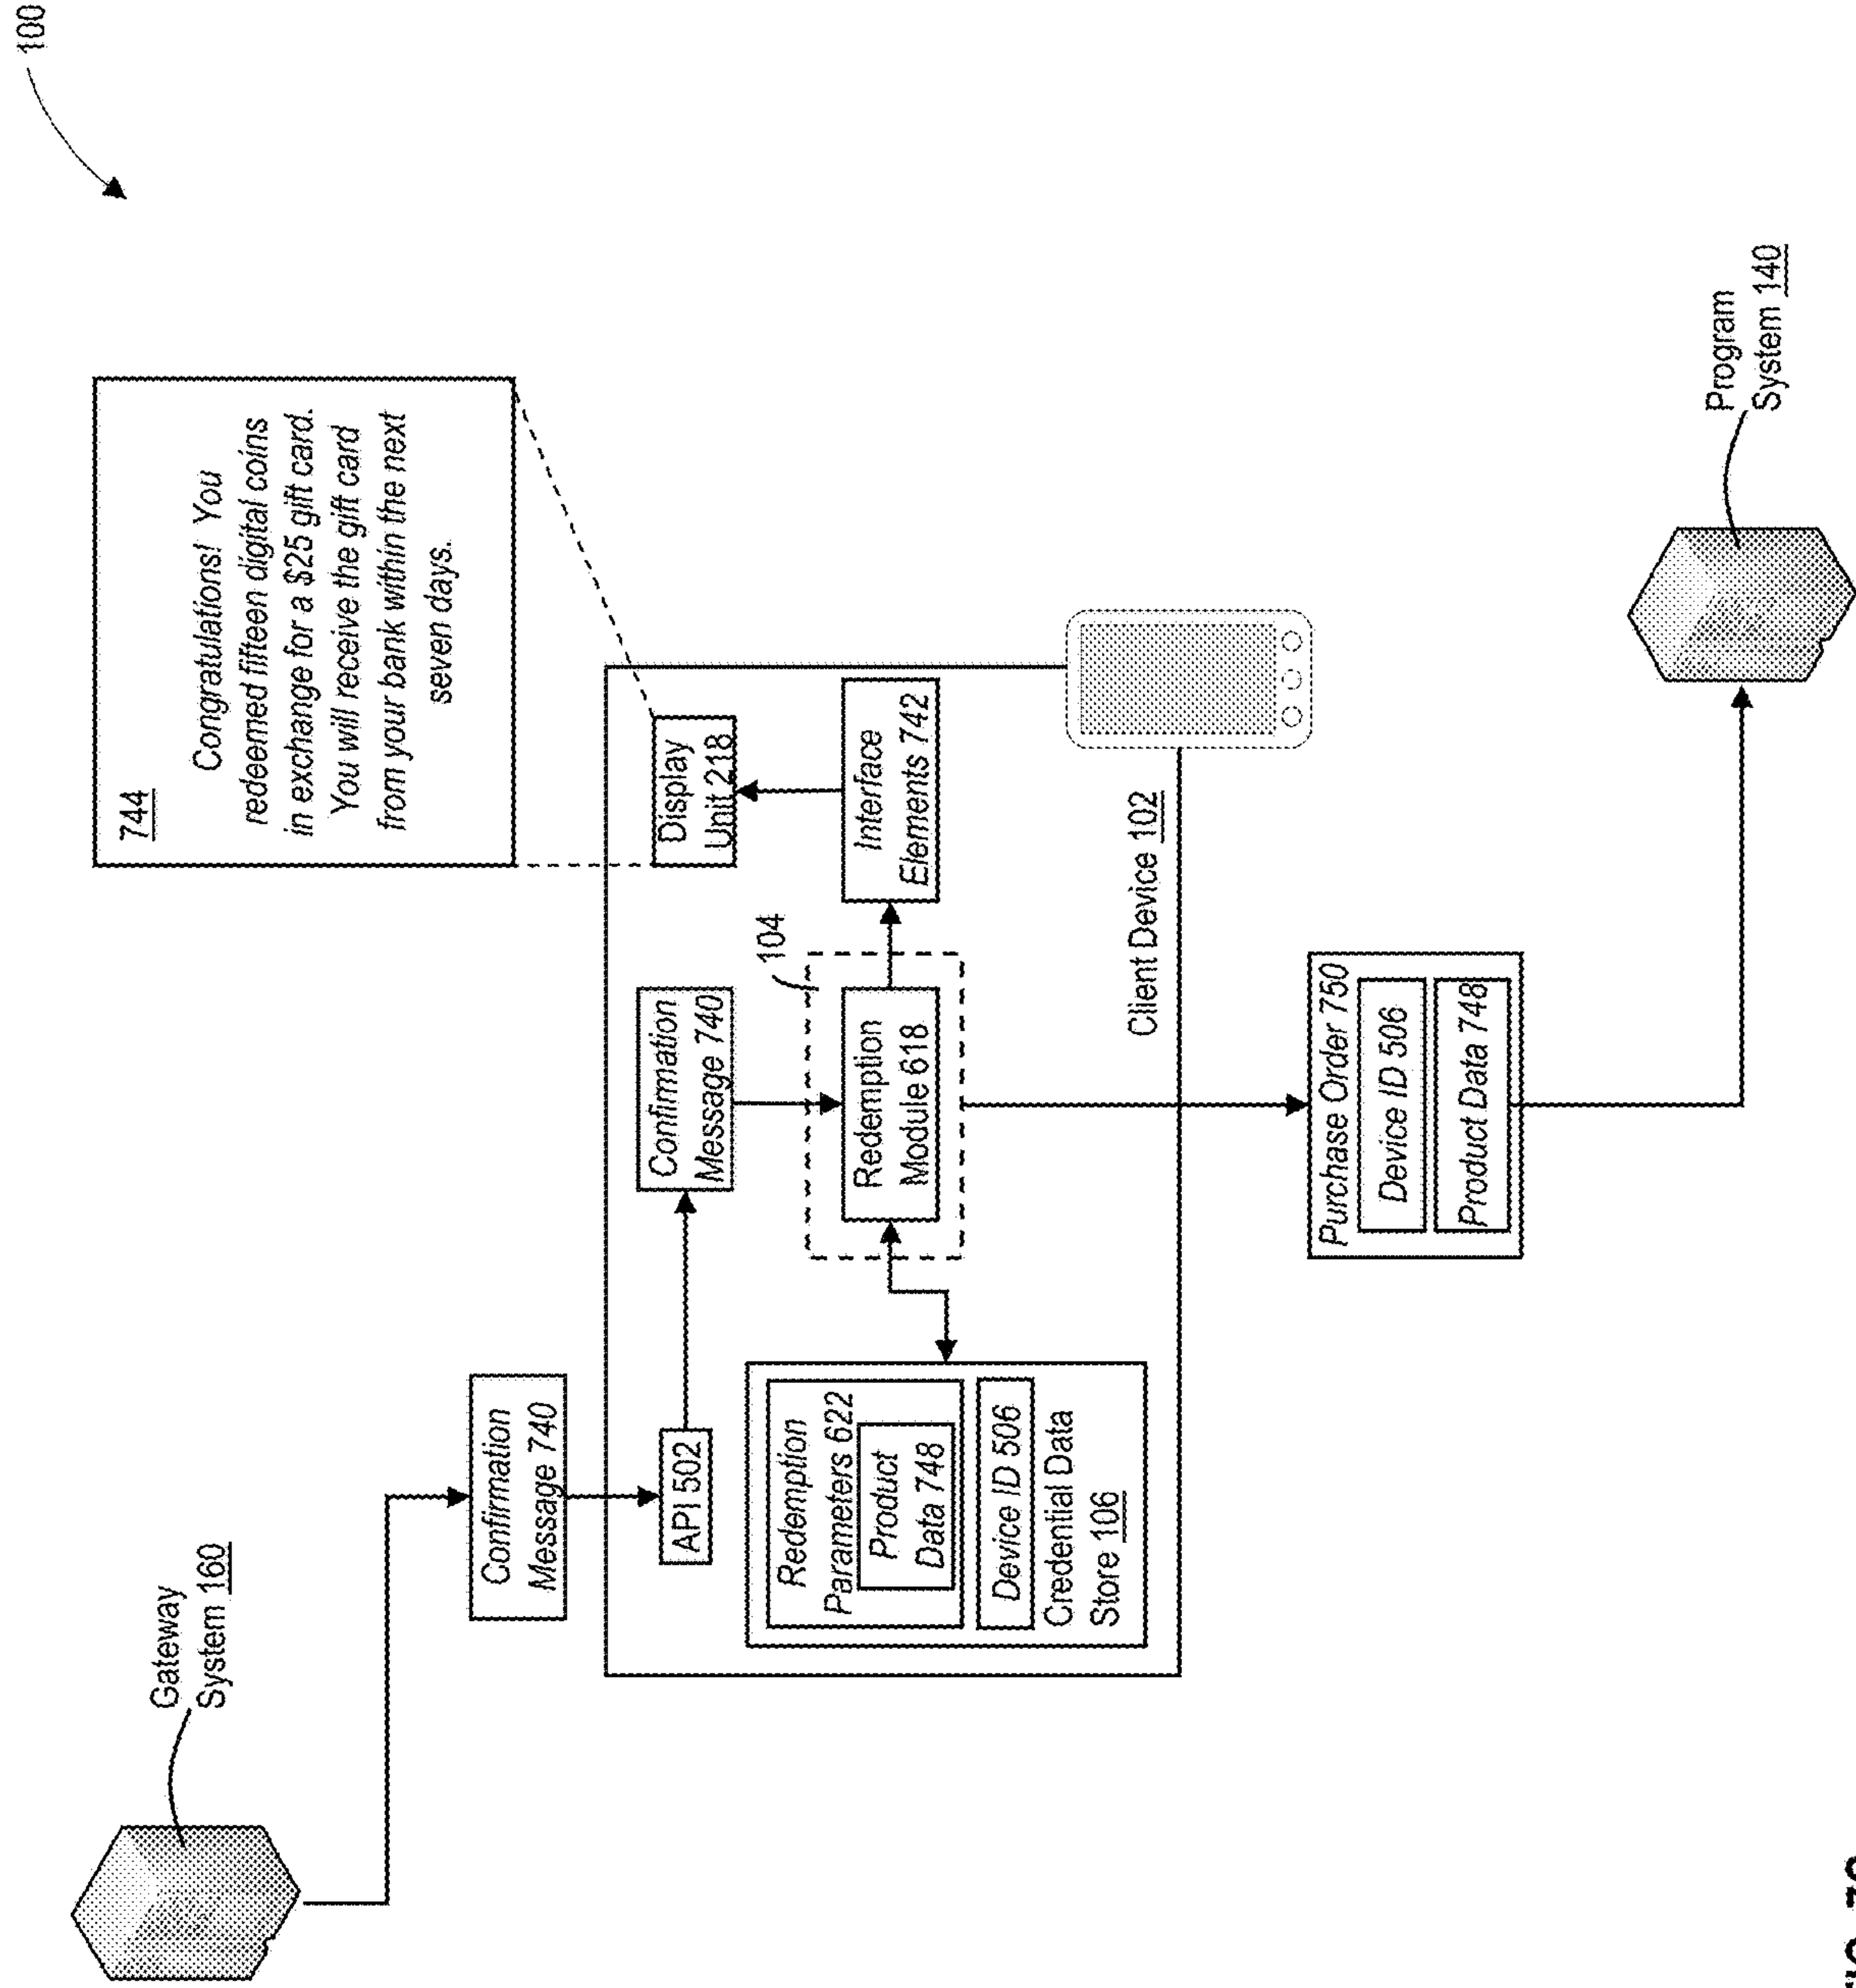 100
Gateway
System 160
744
Congratulations! You
redeemed fifteen digital coins
in exchange for a $25 gift card.
You will receive the gift card
from your bank within the next
seven days.
Confirmation
Message 740
API 502
Confirmation
Message 740
Display
Unit 218
104
Redemption
Parameters 622
Product
Data 748
Device ID 506
Credential Data
Store 106
Redemption
Module 618
Interface
Elements 742
Client Device 102
Purchase Order 750
Device ID 506
Product Data 748
Program
System 140